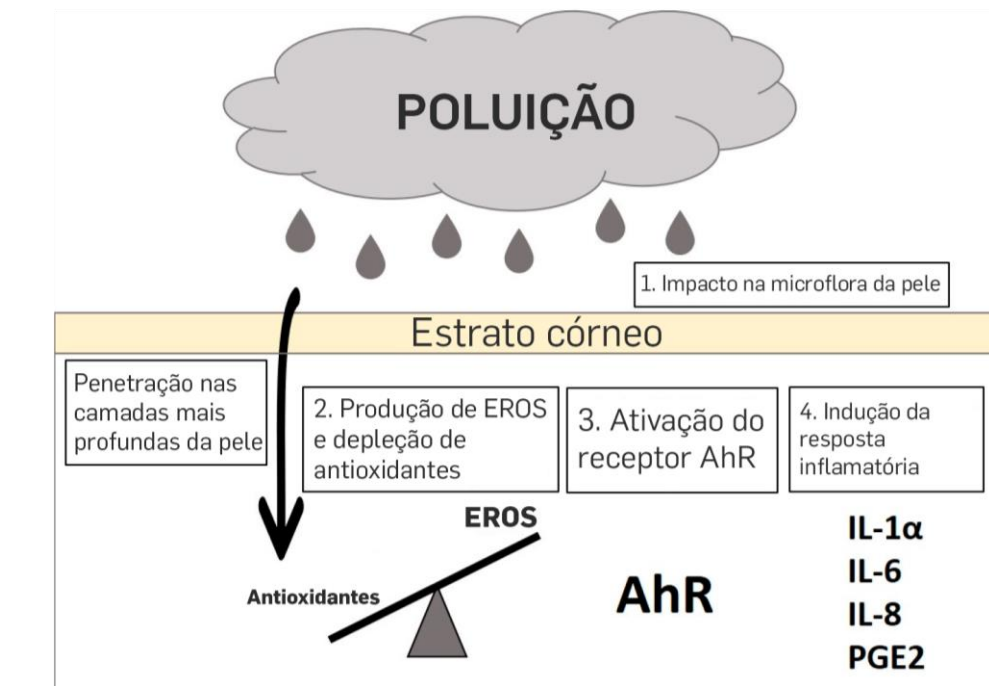 POLUIÇÃO
1. Impacto na microflora da pele
Estrato córneo
Penetração nas
camadas mais
profundas da pele
2. Produção de EROS
e depleção de
antioxidantes
3. Ativação do
receptor AhR
4. Indução da
resposta
inflamatória
EROS
Antioxidantes
AhR
IL-1α
IL-6
IL-8
PGE2